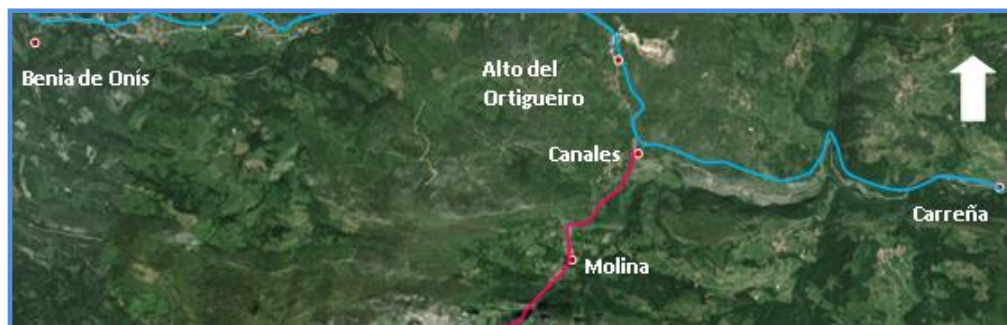 Benia de Onís
Alto del
Ortigueiro
Canales
Carreña
Molina